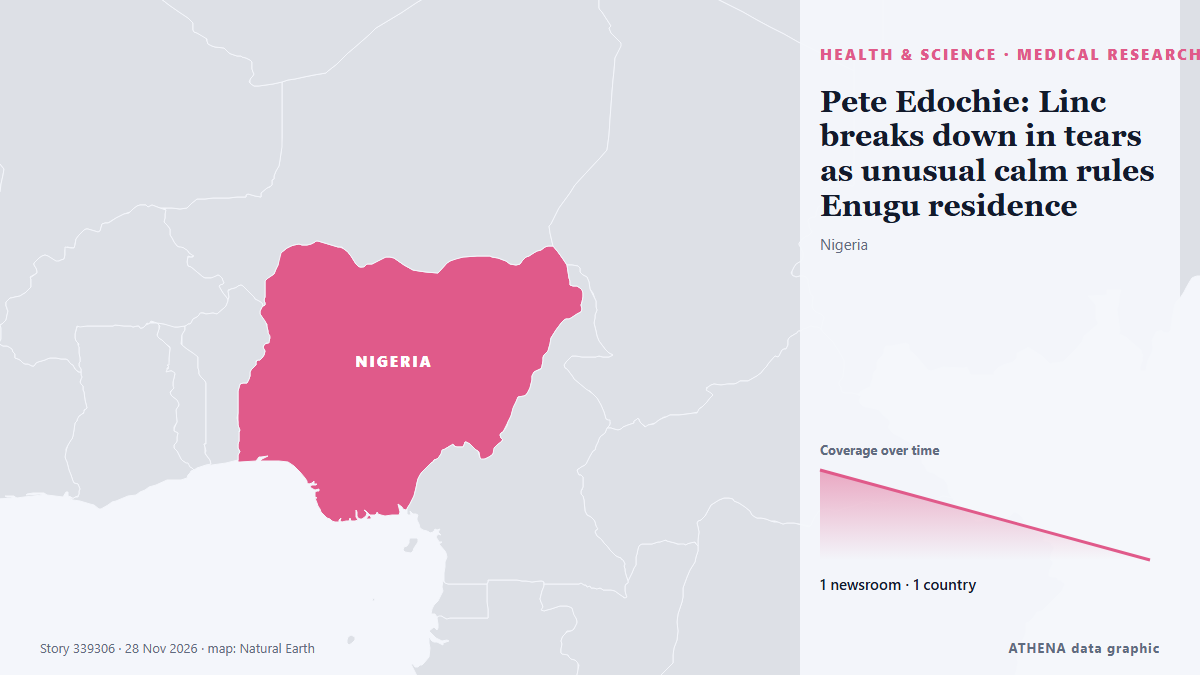 HEALTH & SCIENCE · MEDICAL RESEARCH
Pete Edochie: Linc
breaks down in tears
as unusual calm rules
Enugu residence
Nigeria
NIGERIA
Coverage over time
1 newsroom · 1 country
Story 339306 · 28 Nov 2026 · map: Natural Earth
ATHENA data graphic